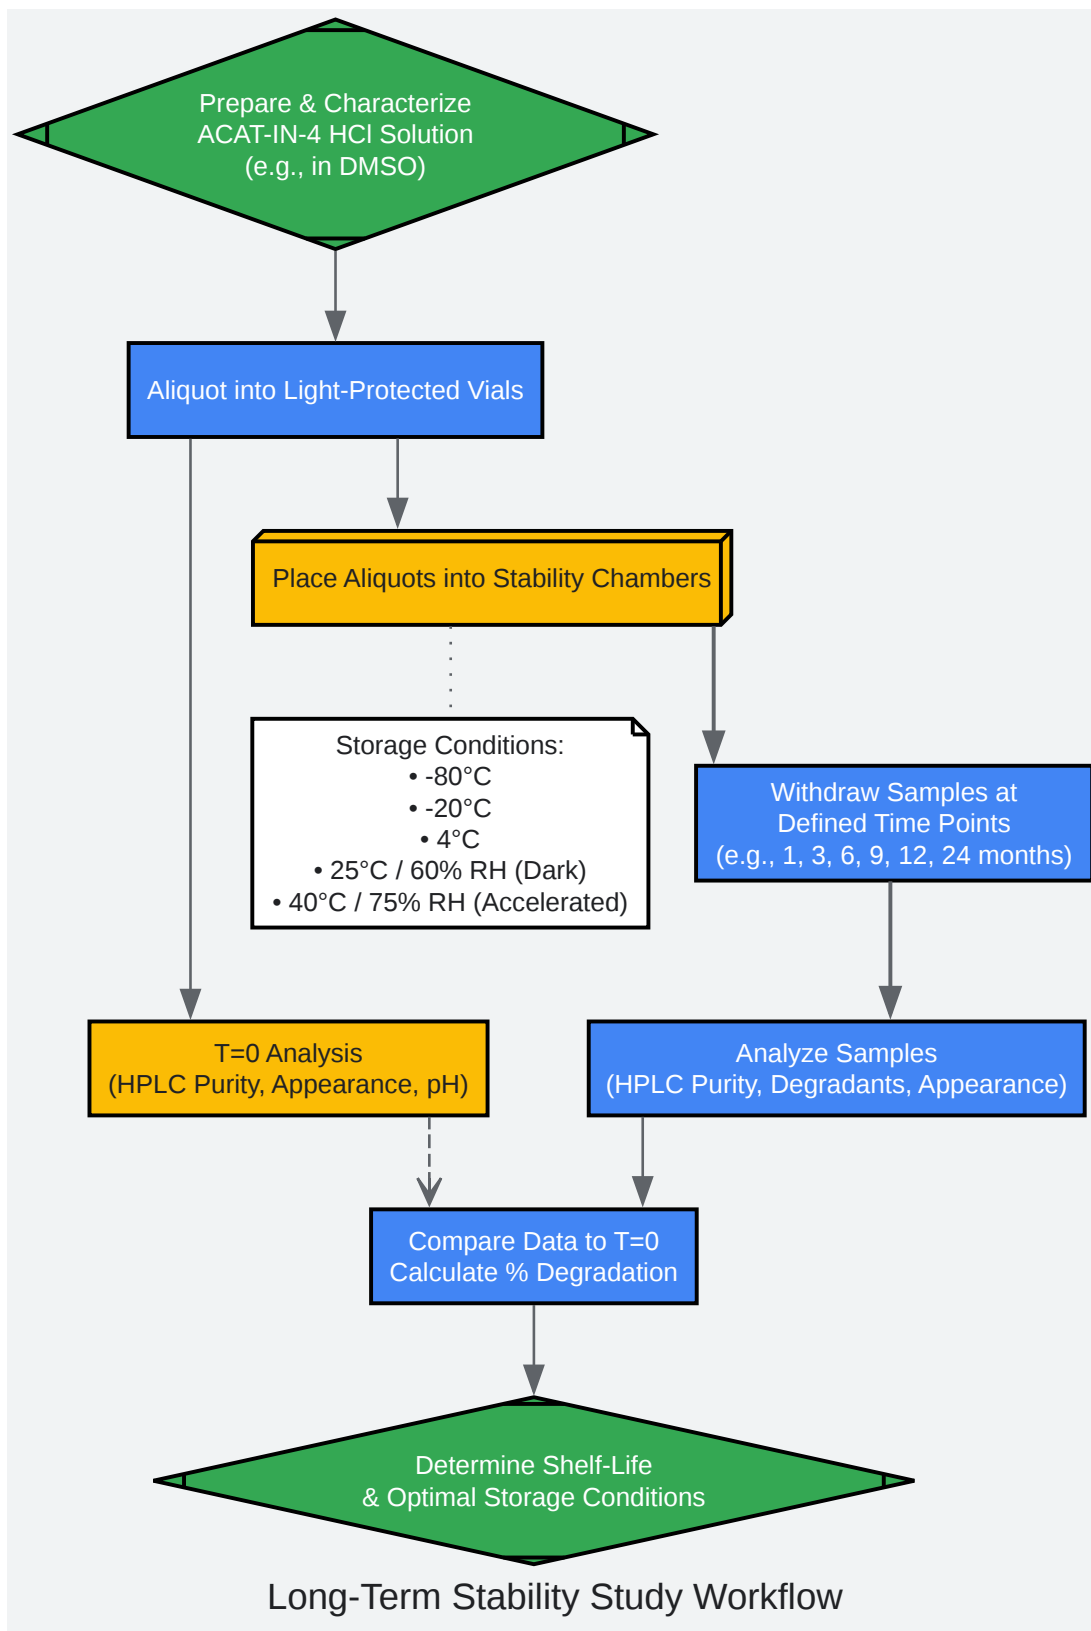 Prepare & Characterize
ACAT-IN-4 HCl Solution
(e.g., in DMSO)
Aliquot into Light-Protected Vials
Place Aliquots into Stability Chambers
Storage Conditions:
• -80°C
• -20°C
• 4°C
• 25°C / 60% RH (Dark)
• 40°C / 75% RH (Accelerated)
Withdraw Samples at
Defined Time Points
(e.g., 1, 3, 6, 9, 12, 24 months)
T=0 Analysis
(HPLC Purity, Appearance, pH)
Analyze Samples
(HPLC Purity, Degradants, Appearance)
Compare Data to T=0
Calculate % Degradation
Determine Shelf-Life
& Optimal Storage Conditions
Long-Term Stability Study Workflow